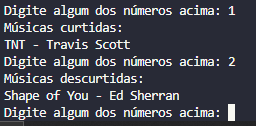 Digite algum dos números acima: 1
Músicas curtidas:
TNT - Travis Scott
Digite algum dos números acima: 2
Músicas descurtidas:
Shape of You - Ed Sherran
Digite algum dos números acima: